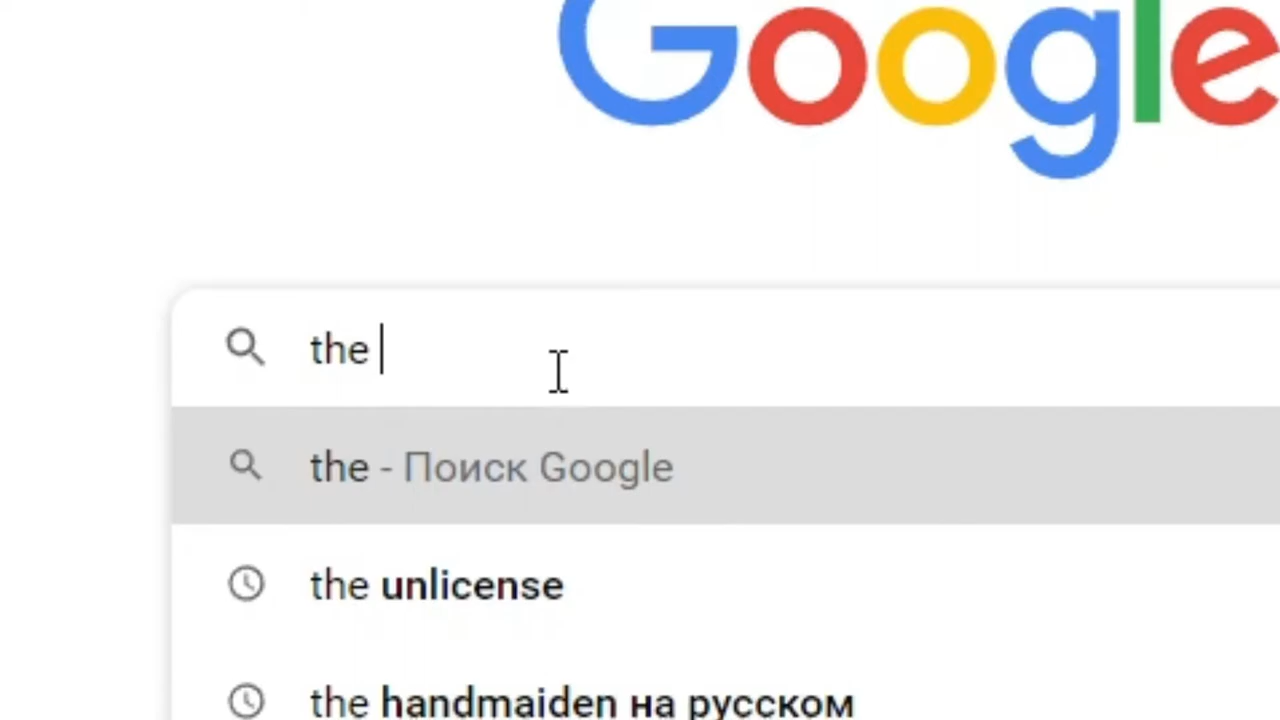 Google
the
the - Поиск Google
the unlicense
the handmaiden на русском